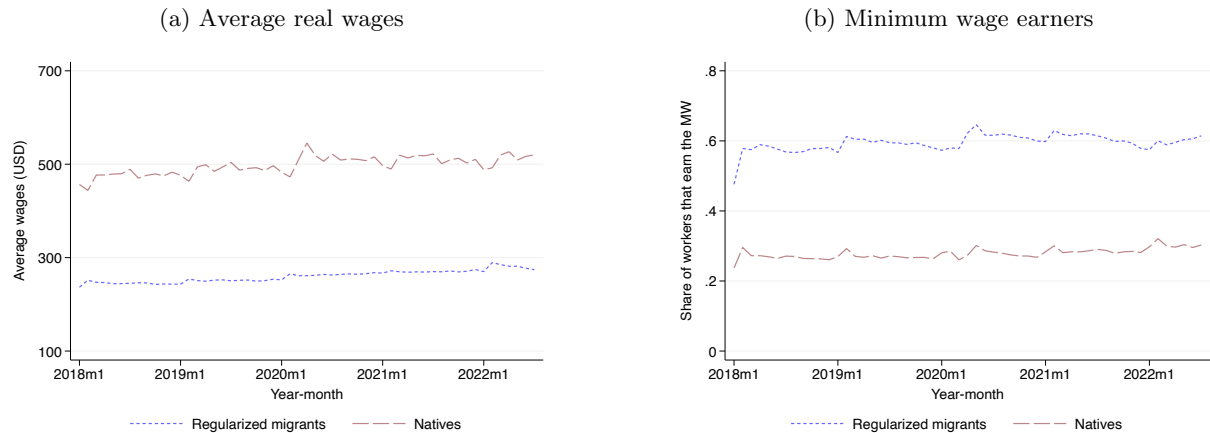 (a) Average real wages
Average wages (USD)
700
500
300
100
2018m1 2019m1 2020m1 2021m1 2022m1
Year-month
Regularized migrants Natives
(b) Minimum wage earners
Share of workers that earn the MW
.8
.6
.4
.2
0
2018m1 2019m1 2020m1 2021m1 2022m1
Year-month
Regularized migrants Natives